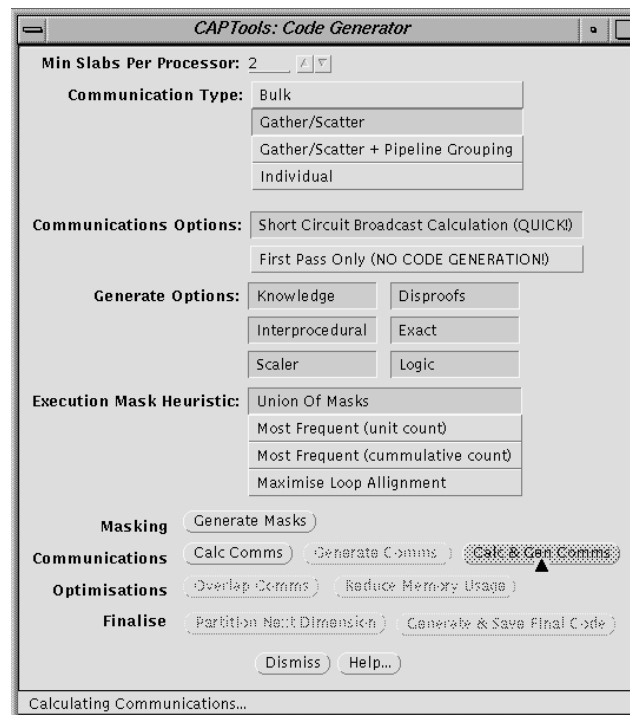 CAPTools: Code Generator
Min Slabs Per Processor: 2
Communication Type: Bulk
Gather/Scatter
Gather/Scatter + Pipeline Grouping
Individual
Communications Options: Short Circuit Broadcast Calculation (QUICK!)
First Pass Only (NO CODE GENERATION!)
Generate Options: Knowledge Disproofs
Interprocedural Exact
Scaler Logic
Execution Mask Heuristic: Union Of Masks
Most Frequent (unit count)
Most Frequent (cummulative count)
Maximise Loop Allignment
Masking Generate Masks
Communications Calc Comms Generate Comms Calc & Gen Comms
Optimisations Overlap Comms Reduce Memory Usage
Finalise Partition Next Dimension Generate & Save Final Code
Dismiss Help...
Calculating Communications...